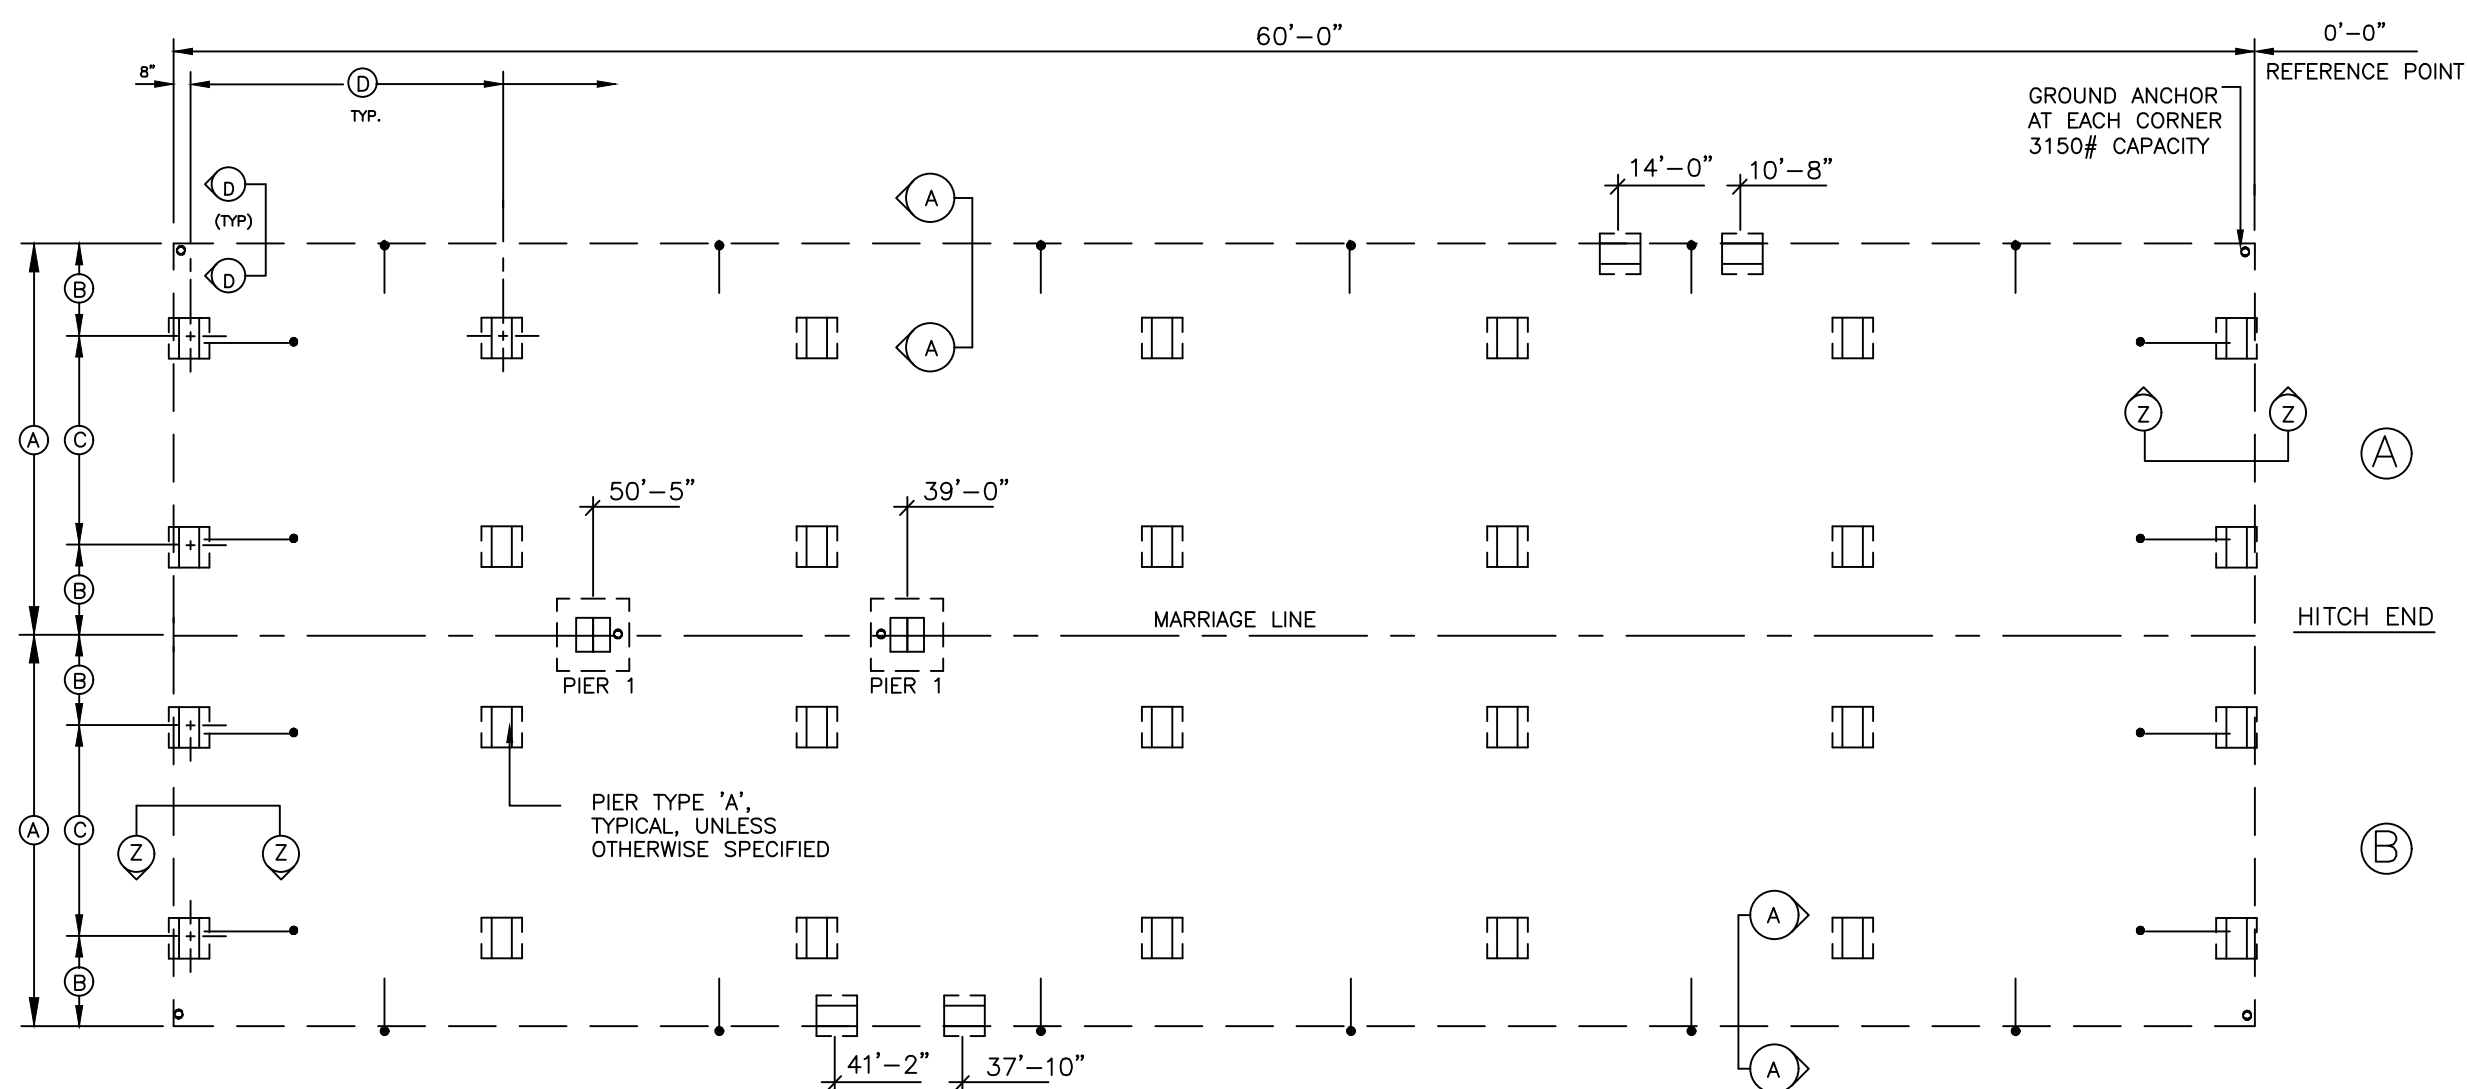 60'-0"
0'-0"
REFERENCE POINT
8"
D
TYP.
GROUND ANCHOR
AT EACH CORNER
3150# CAPACITY
14'-0"
10'-8"
D
(TYP)
D
A
A
B
C
A
B
Z
Z
A
50'-5"
39'-0"
MARRIAGE LINE
HITCH END
PIER 1
PIER 1
B
C
A
B
PIER TYPE 'A',
TYPICAL, UNLESS
OTHERWISE SPECIFIED
Z
Z
B
A
A
41'-2"
37'-10"